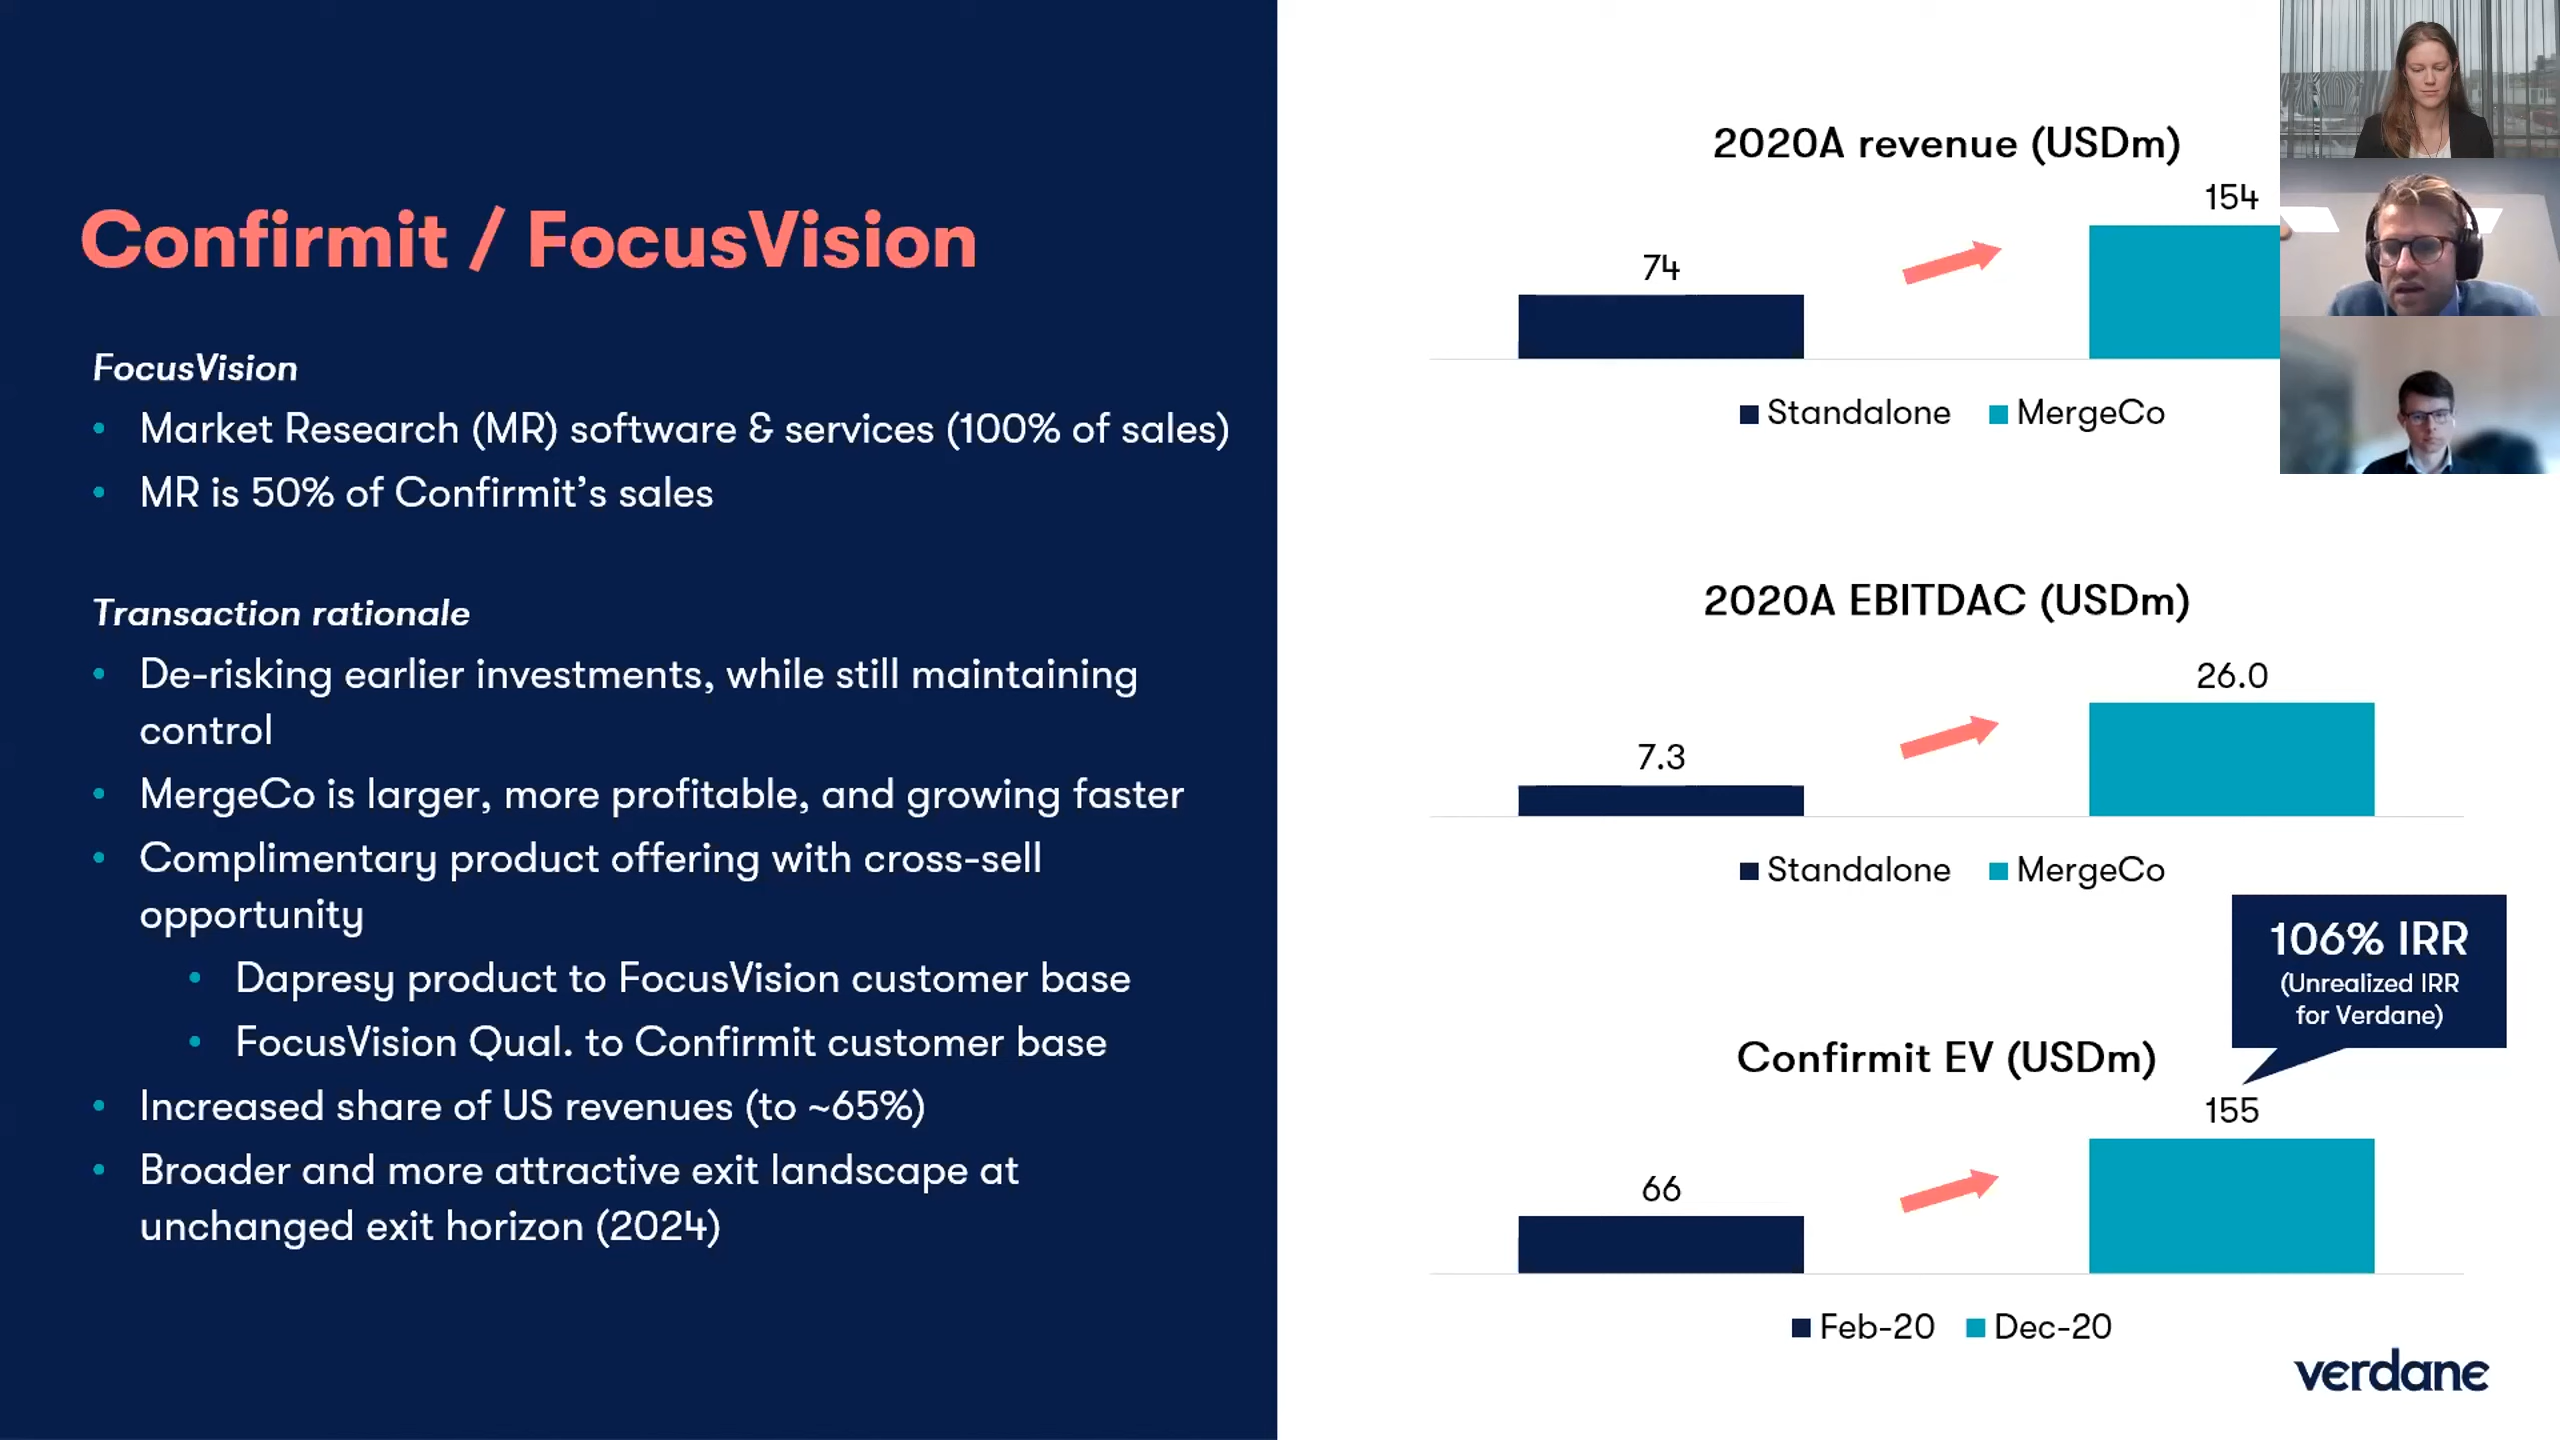 Confirmit / FocusVision
FocusVision
• Market Research (MR) software & services (100% of sales)
• MR is 50% of Confirmit's sales
Transaction rationale
• De-risking earlier investments, while still maintaining
control
• MergeCo is larger, more profitable, and growing faster
• Complimentary product offering with cross-sell
opportunity
• Dapresy product to FocusVision customer base
• FocusVision Qual. to Confirmit customer base
• Increased share of US revenues (to ~65%)
• Broader and more attractive exit landscape at
unchanged exit horizon (2024)
2020A revenue (USDm)
154
74
Standalone MergeCo
2020A EBITDAC (USDm)
26.0
7.3
Standalone MergeCo
106% IRR
(Unrealized IRR
for Verdane)
Confirmit EV (USDm)
155
66
Feb-20 Dec-20
verdane